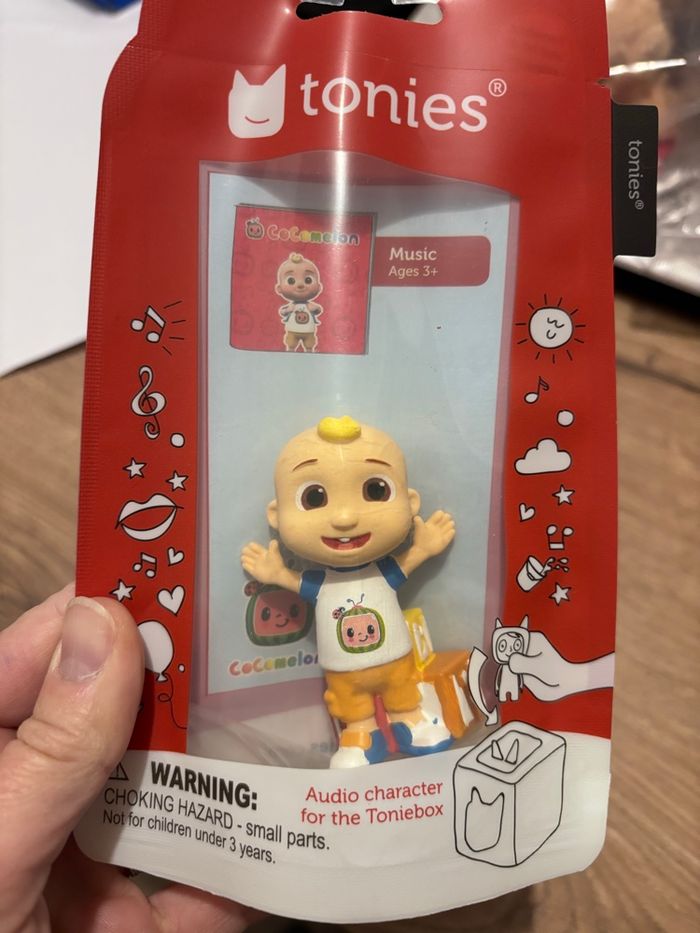 tonies®
tonies®
CoComelon
Music
Ages 3+
CoComelon
WARNING:
CHOKING HAZARD - small parts.
Not for children under 3 years.
Audio character
for the Toniebox